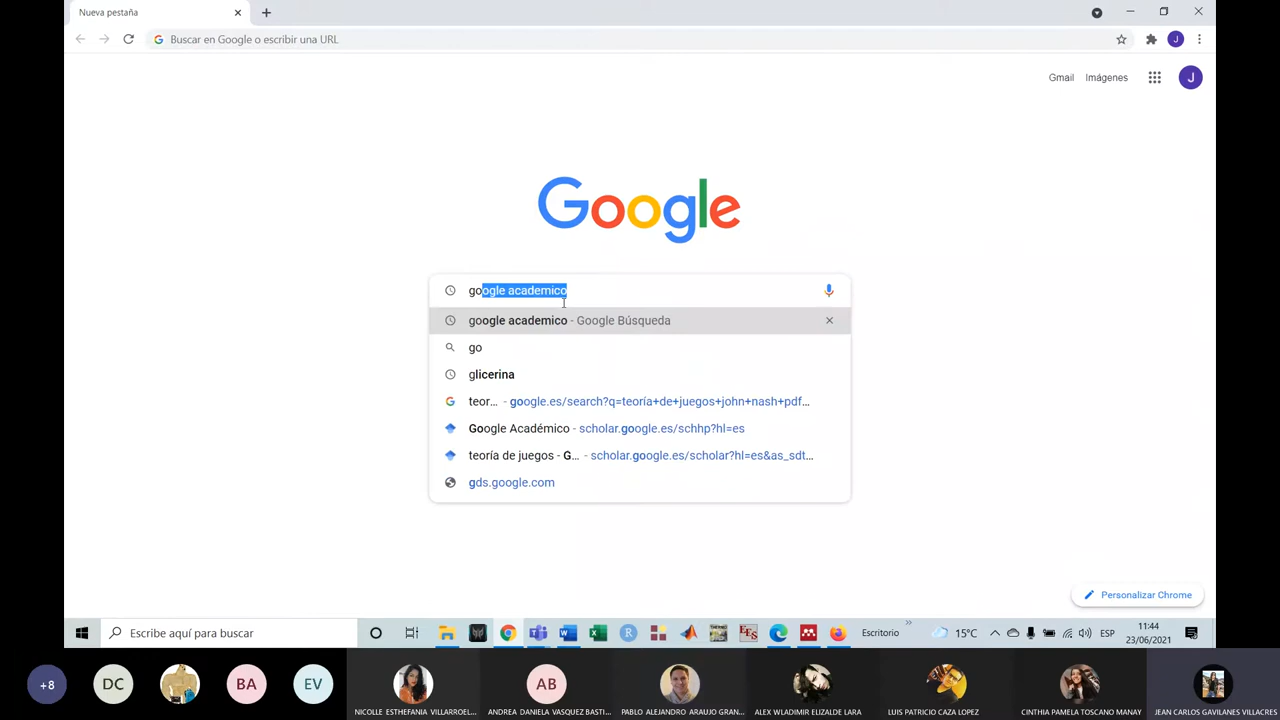 Nueva pestaña
Buscar en Google o escribir una URL
J
Gmail
Imágenes
J
Google
google academico
google academico - Google Búsqueda
go
glicerina
teor... - google.es/search?q=teoría+de+juegos+john+nash+pdf...
Google Académico - scholar.google.es/schhp?hl=es
teoría de juegos - G... - scholar.google.es/scholar?hl=es&as_sdt...
gds.google.com
Personalizar Chrome
Escribe aquí para buscar
R
EES
Escritorio
15°C
ESP
11:44
23/06/2021
+8
DC
BA
EV
AB
NICOLLE ESTHEFANIA VILLARROEL...
ANDREA DANIELA VASQUEZ BASTI...
PABLO ALEJANDRO ARAUJO GRAN...
ALEX WLADIMIR ELIZALDE LARA
LUIS PATRICIO CAZA LOPEZ
CINTHIA PAMELA TOSCANO MANAY
JEAN CARLOS GAVILANES VILLACRES